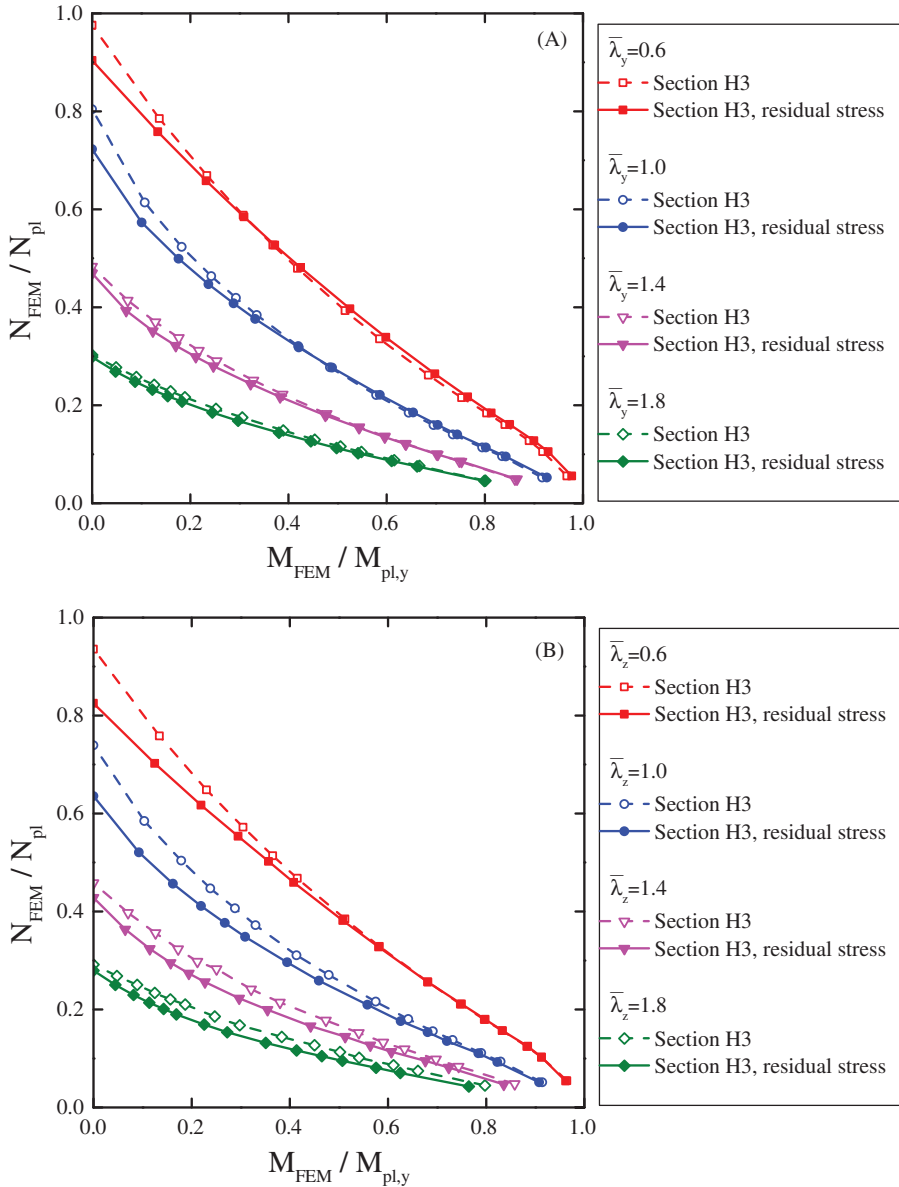 (A)
1.0
0.8
0.6
0.4
0.2
0.0
N_FEM / N_pl
0.0 0.2 0.4 0.6 0.8 1.0
M_FEM / M_pl,y
λ̄_y=0.6
Section H3
Section H3, residual stress
λ̄_y=1.0
Section H3
Section H3, residual stress
λ̄_y=1.4
Section H3
Section H3, residual stress
λ̄_y=1.8
Section H3
Section H3, residual stress
(B)
1.0
0.8
0.6
0.4
0.2
0.0
N_FEM / N_pl
0.0 0.2 0.4 0.6 0.8 1.0
M_FEM / M_pl,y
λ̄_z=0.6
Section H3
Section H3, residual stress
λ̄_z=1.0
Section H3
Section H3, residual stress
λ̄_z=1.4
Section H3
Section H3, residual stress
λ̄_z=1.8
Section H3
Section H3, residual stress